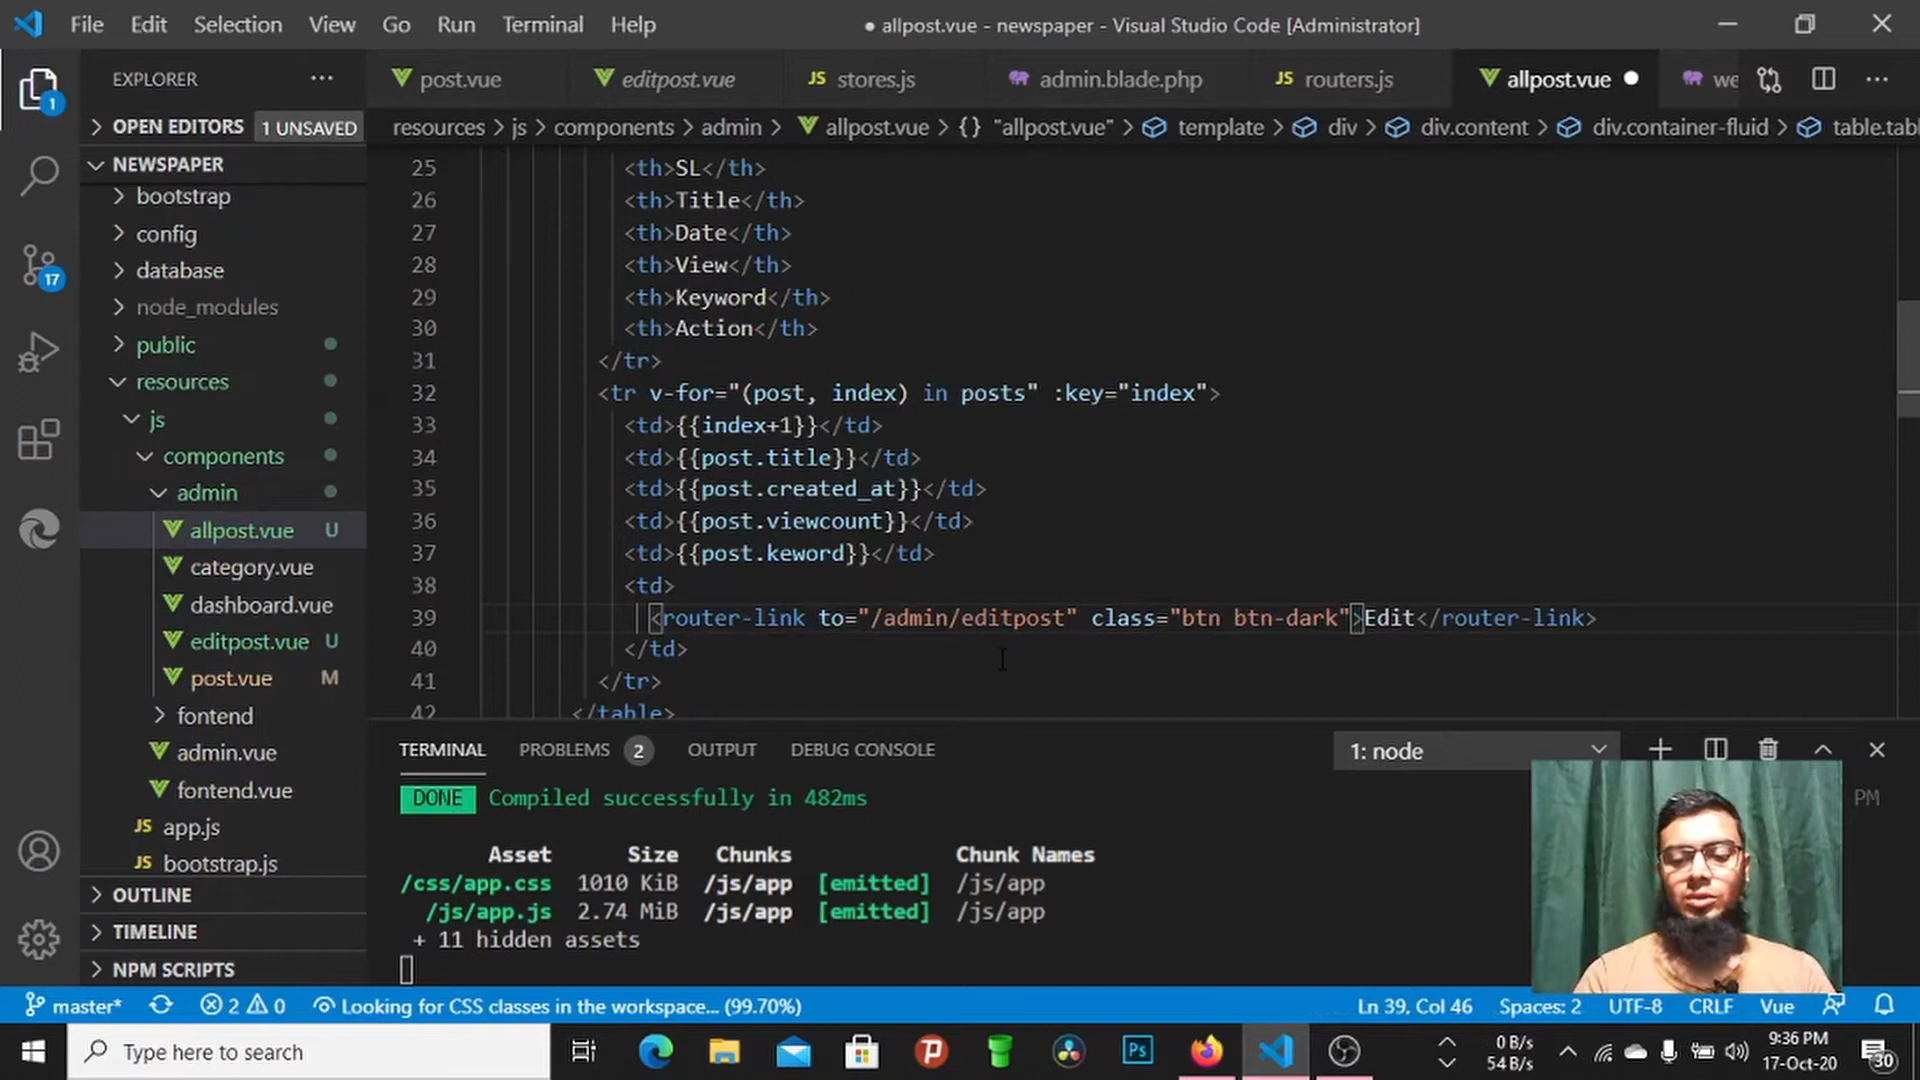 File Edit Selection View Go Run Terminal Help ● allpost.vue - newspaper - Visual Studio Code [Administrator]
EXPLORER ··· post.vue editpost.vue JS stores.js admin.blade.php JS routers.js allpost.vue ● we ···
1
OPEN EDITORS 1 UNSAVED
resources > js > components > admin > allpost.vue > {} "allpost.vue" > template > div > div.content > div.container-fluid > table.tabl
NEWSPAPER
bootstrap
config
database
node_modules
public
resources
js
components
admin
allpost.vue U
category.vue
dashboard.vue
editpost.vue U
post.vue M
fontend
admin.vue
fontend.vue
JS app.js
JS bootstrap.js
OUTLINE
TIMELINE
NPM SCRIPTS
17
25 <th>SL</th>
26 <th>Title</th>
27 <th>Date</th>
28 <th>View</th>
29 <th>Keyword</th>
30 <th>Action</th>
31 </tr>
32 <tr v-for="(post, index) in posts" :key="index">
33 <td>{{index+1}}</td>
34 <td>{{post.title}}</td>
35 <td>{{post.created_at}}</td>
36 <td>{{post.viewcount}}</td>
37 <td>{{post.keword}}</td>
38 <td>
39 <router-link to="/admin/editpost" class="btn btn-dark">Edit</router-link>
40 </td>
41 </tr>
42 </table>
TERMINAL PROBLEMS 2 OUTPUT DEBUG CONSOLE 1: node
DONE Compiled successfully in 482ms PM
Asset Size Chunks Chunk Names
/css/app.css 1010 KiB /js/app [emitted] /js/app
/js/app.js 2.74 MiB /js/app [emitted] /js/app
+ 11 hidden assets
master* 2 0 Looking for CSS classes in the workspace... (99.70%) Ln 39, Col 46 Spaces: 2 UTF-8 CRLF Vue
Type here to search
Ps
0 B/s
54 B/s
9:36 PM
17-Oct-20
30